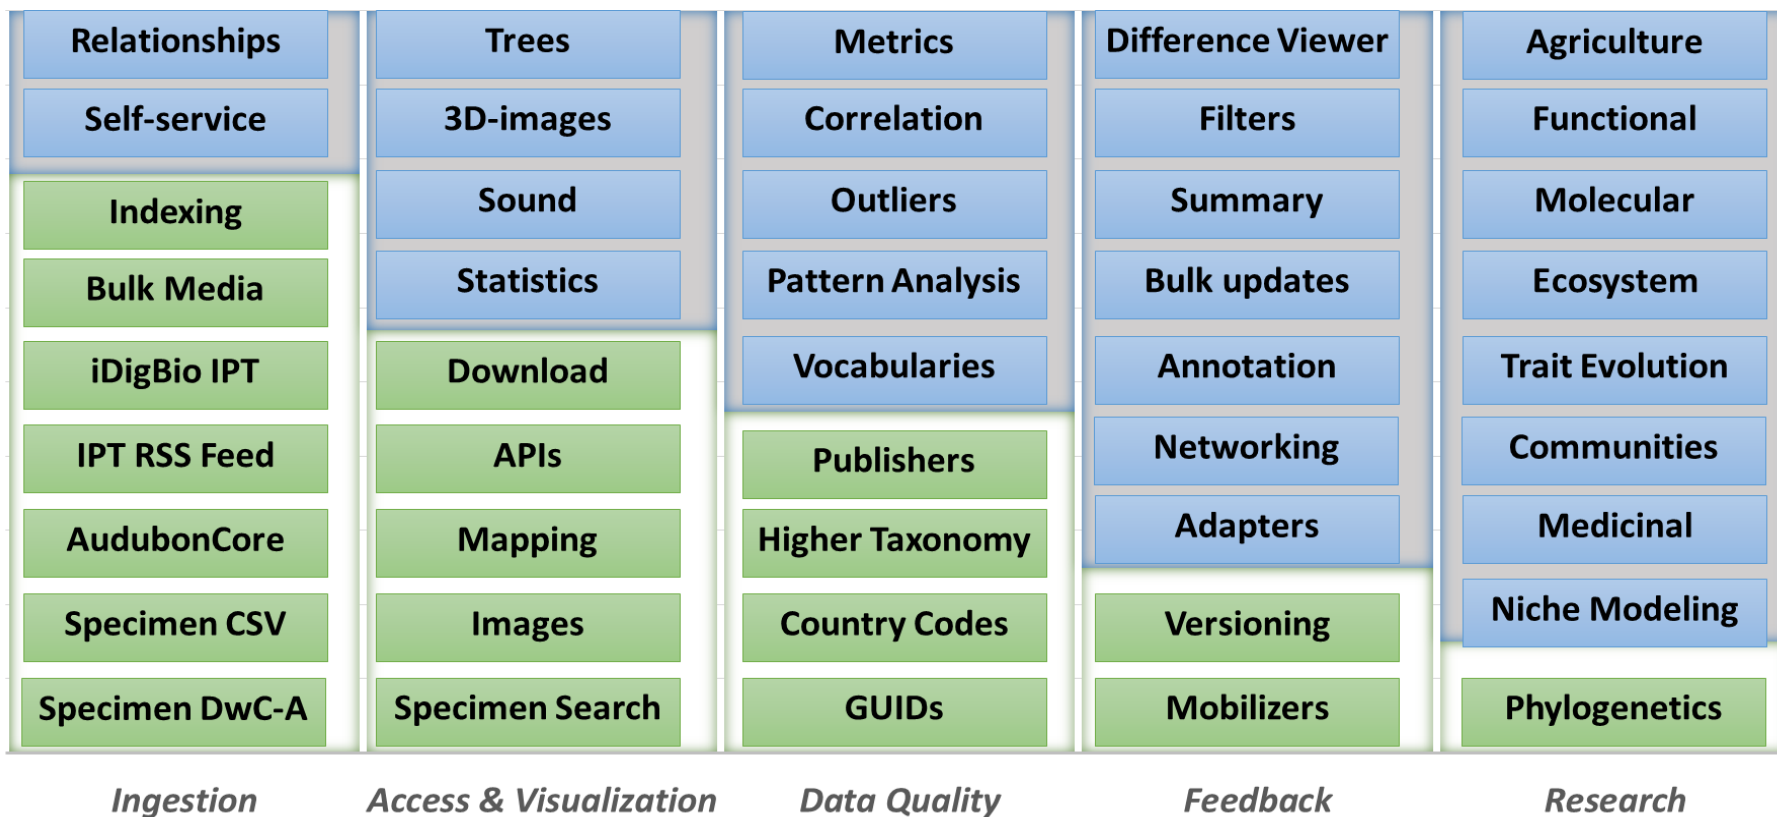 Relationships
Self-service
Indexing
Bulk Media
iDigBio IPT
IPT RSS Feed
AudubonCore
Specimen CSV
Specimen DwC-A
Ingestion
Trees
3D-images
Sound
Statistics
Download
APIs
Mapping
Images
Specimen Search
Access & Visualization
Metrics
Correlation
Outliers
Pattern Analysis
Vocabularies
Publishers
Higher Taxonomy
Country Codes
GUIDs
Data Quality
Difference Viewer
Filters
Summary
Bulk updates
Annotation
Networking
Adapters
Versioning
Mobilizers
Feedback
Agriculture
Functional
Molecular
Ecosystem
Trait Evolution
Communities
Medicinal
Niche Modeling
Phylogenetics
Research